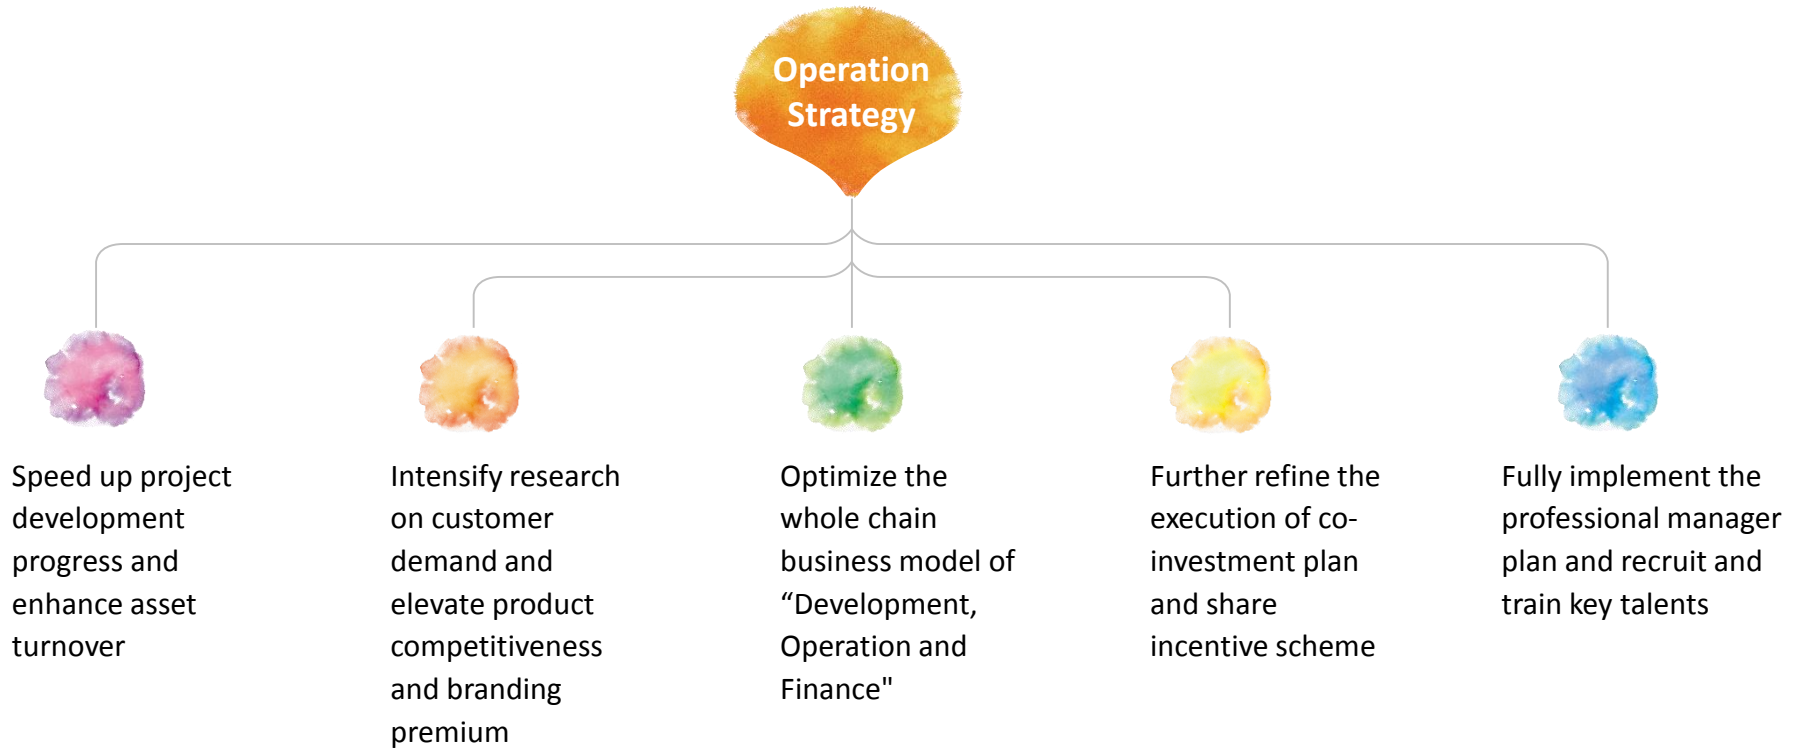 Operation
Strategy
Speed up project
development
progress and
enhance asset
turnover
Intensify research
on customer
demand and
elevate product
competitiveness
and branding
premium
Optimize the
whole chain
business model of
“Development,
Operation and
Finance"
Further refine the
execution of co-
investment plan
and share
incentive scheme
Fully implement the
professional manager
plan and recruit and
train key talents